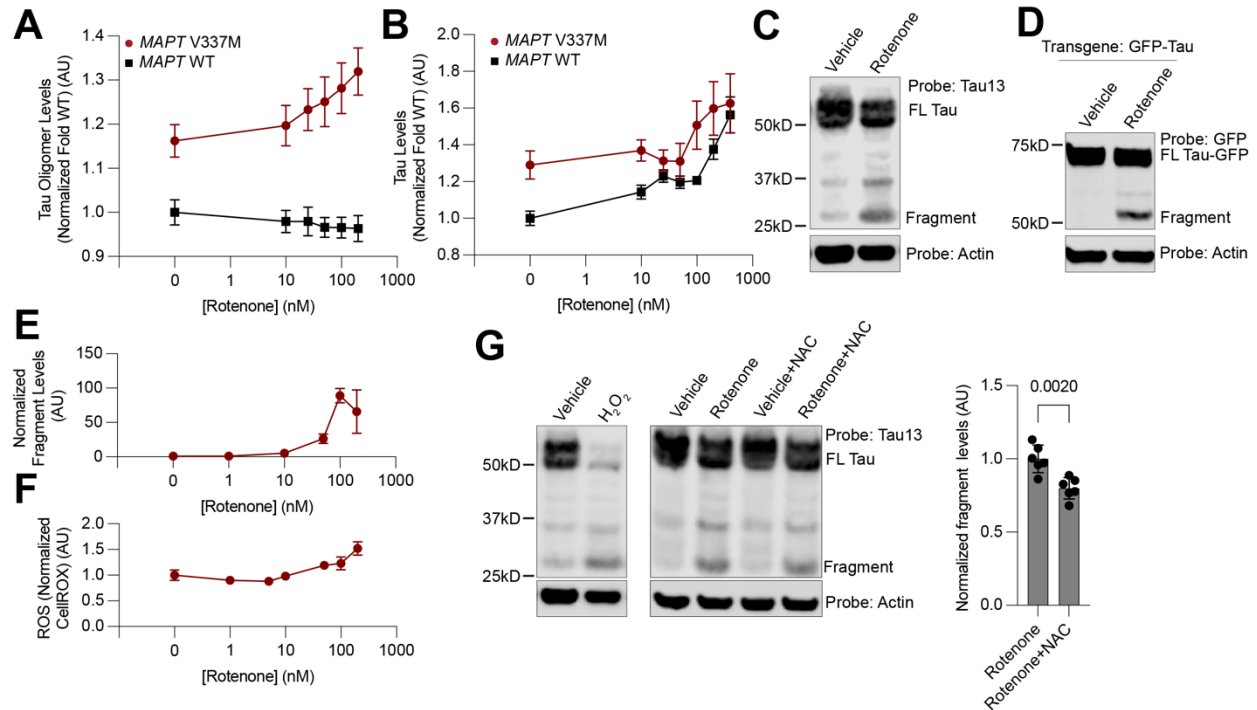 A
Tau Oligomer Levels
(Normalized Fold WT) (AU)
1.4
1.3
1.2
1.1
1.0
0.9
MAPT V337M
MAPT WT
0
1
10
100
1000
[Rotenone] (nM)
B
Tau Levels
(Normalized Fold WT) (AU)
1.8
1.6
1.4
1.2
1.0
0.8
MAPT V337M
MAPT WT
0
1
10
100
1000
[Rotenone] (nM)
C
Vehicle
Rotenone
Probe: Tau13
FL Tau
50kD
37kD
25kD
Fragment
Probe: Actin
D
Transgene: GFP-Tau
Vehicle
Rotenone
75kD
Probe: GFP
FL Tau-GFP
50kD
Fragment
Probe: Actin
E
Normalized
Fragment Levels
(AU)
150
100
50
0
0
1
10
100
1000
[Rotenone] (nM)
F
ROS (Normalized
CellROX) (AU)
2.0
1.5
1.0
0.5
0.0
0
1
10
100
1000
[Rotenone] (nM)
G
Vehicle
H2O2
Vehicle
Rotenone
Vehicle+NAC
Rotenone+NAC
Probe: Tau13
FL Tau
50kD
37kD
25kD
Fragment
Probe: Actin
Normalized fragment levels (AU)
1.5
1.0
0.5
0.0
0.0020
Rotenone
Rotenone+NAC